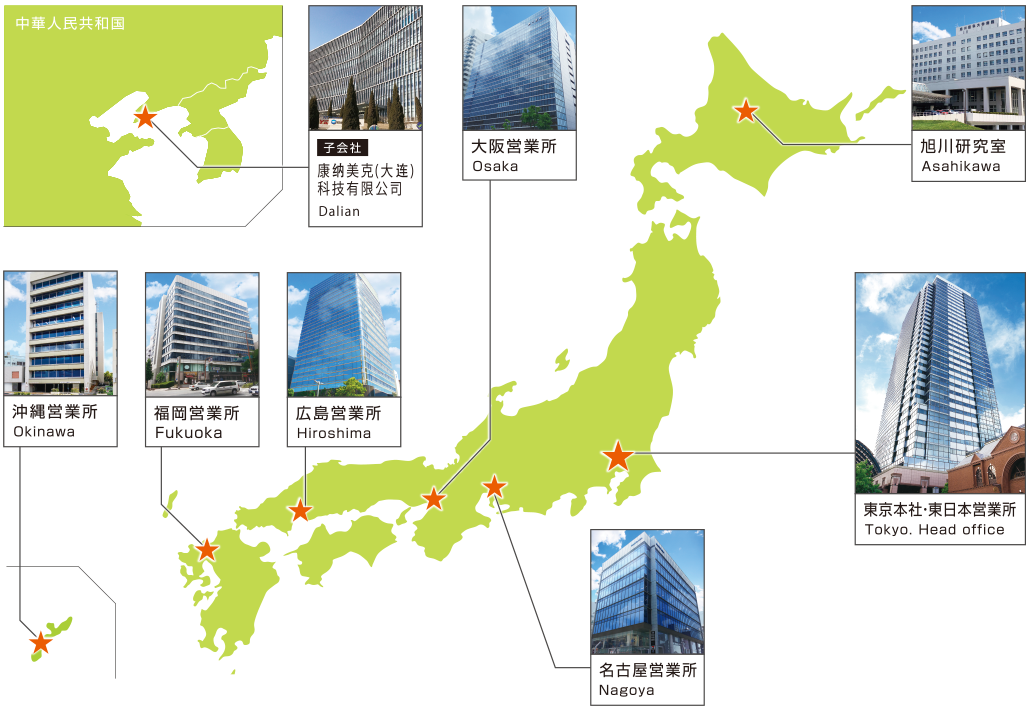 中華人民共和国
子会社
康纳美克(大连)
科技有限公司
Dalian
大阪営業所
Osaka
旭川研究室
Asahikawa
沖縄営業所
Okinawa
福岡営業所
Fukuoka
広島営業所
Hiroshima
東京本社・東日本営業所
Tokyo. Head office
名古屋営業所
Nagoya